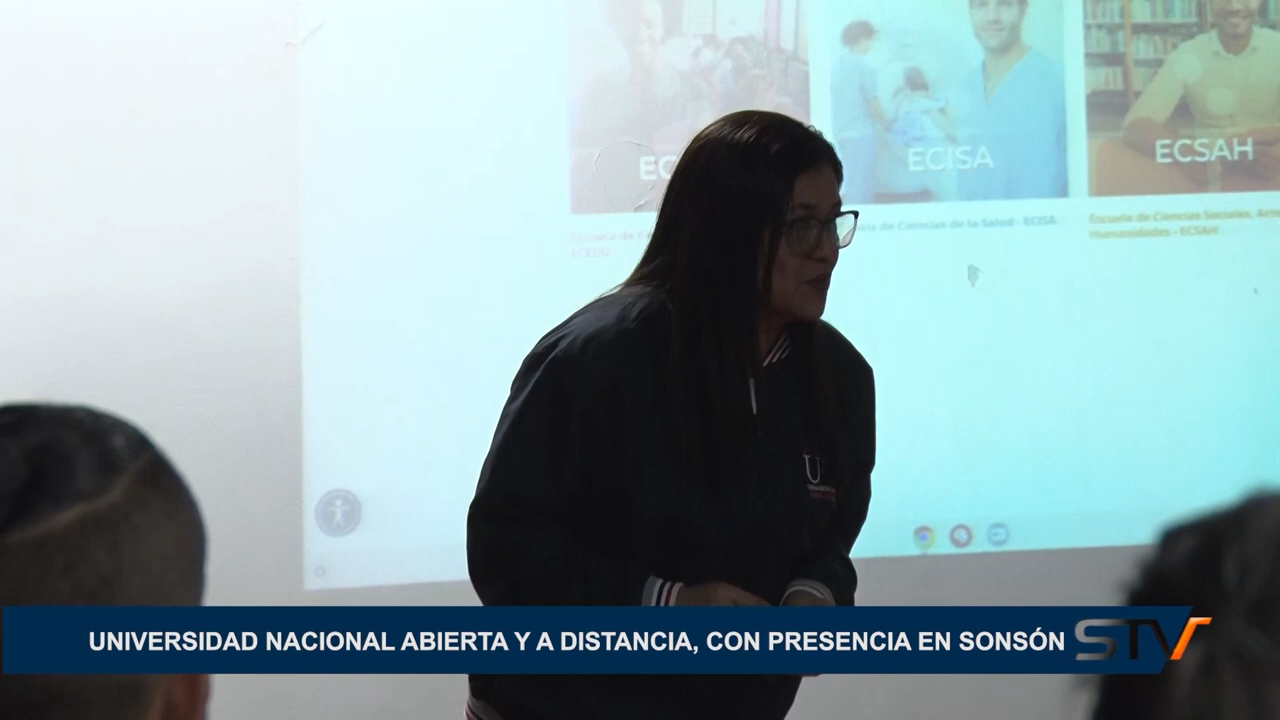 ECISA
ECSAH
Escuela de
de Ciencias de la Salud - ECISA
Escuela de Ciencias Sociales,
Humanidades - ECSAH
U
UNIVERSIDAD NACIONAL ABIERTA Y A DISTANCIA, CON PRESENCIA EN SONSÓN
STV